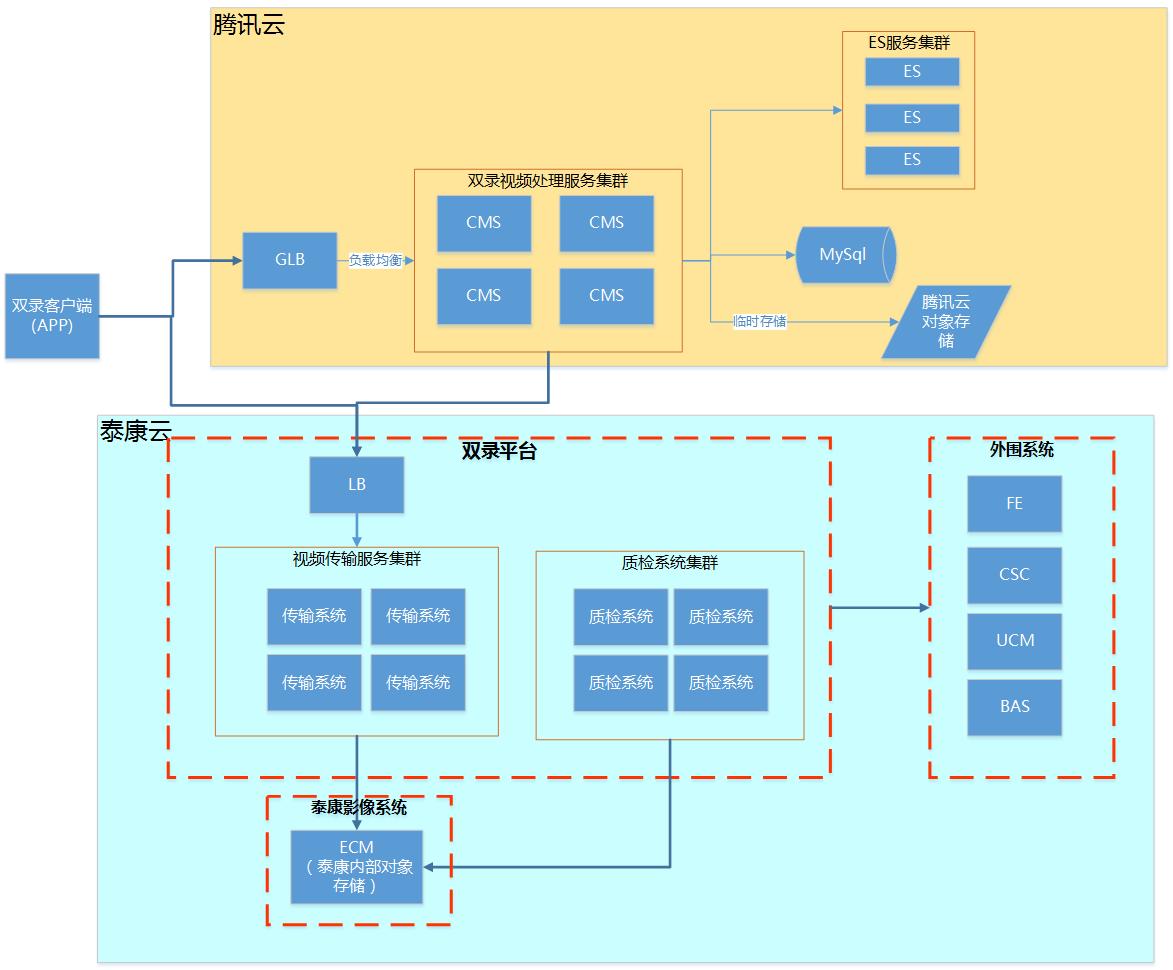 腾讯云
ES服务集群
ES
ES
ES
双录视频处理服务集群
CMS
CMS
CMS
CMS
GLB
负载均衡
MySql
双录客户端
(APP)
临时存储
腾讯云
对象存
储
泰康云
双录平台
外围系统
LB
FE
视频传输服务集群
质检系统集群
CSC
传输系统
传输系统
质检系统
质检系统
UCM
传输系统
传输系统
质检系统
质检系统
BAS
泰康影像系统
ECM
（泰康内部对象
存储）